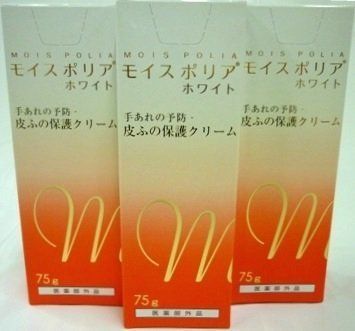 MOIS POLIA
モイスポリア®
ホワイト
手あれの予防・
皮ふの保護クリーム
75g
医薬部外品
MOIS POLIA
モイスポリア®
ホワイト
手あれの予防・
皮ふの保護クリーム
m
75g
医薬部外品
MOIS POLIA
モイスポリア®
ホワイト
手あれの予防・
皮ふの保護クリーム
75g
医薬部外品